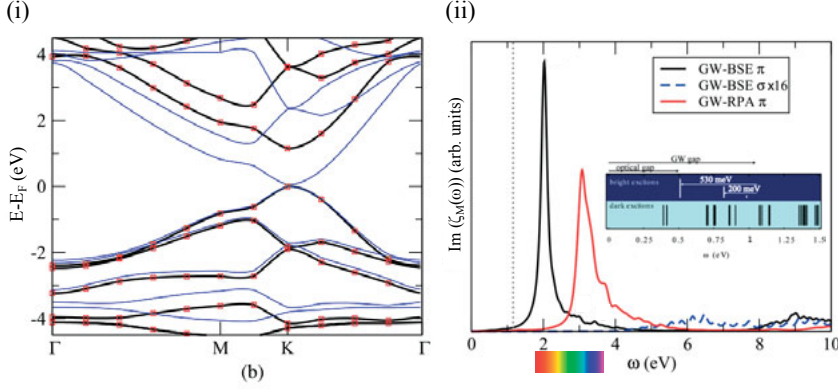 (i)
(ii)
E-E_F (eV)
4
2
0
-2
-4
Γ
M
K
Γ
(b)
Im (ζ_M(ω)) (arb. units)
GW-BSE π
GW-BSE σx16
GW-RPA π
GW gap
optical gap
bright excitons
530 meV
200 meV
dark excitons
0 0.25 0.5 0.75 1 1.25 1.5
ω (eV)
0 2 4 6 8 10
ω (eV)